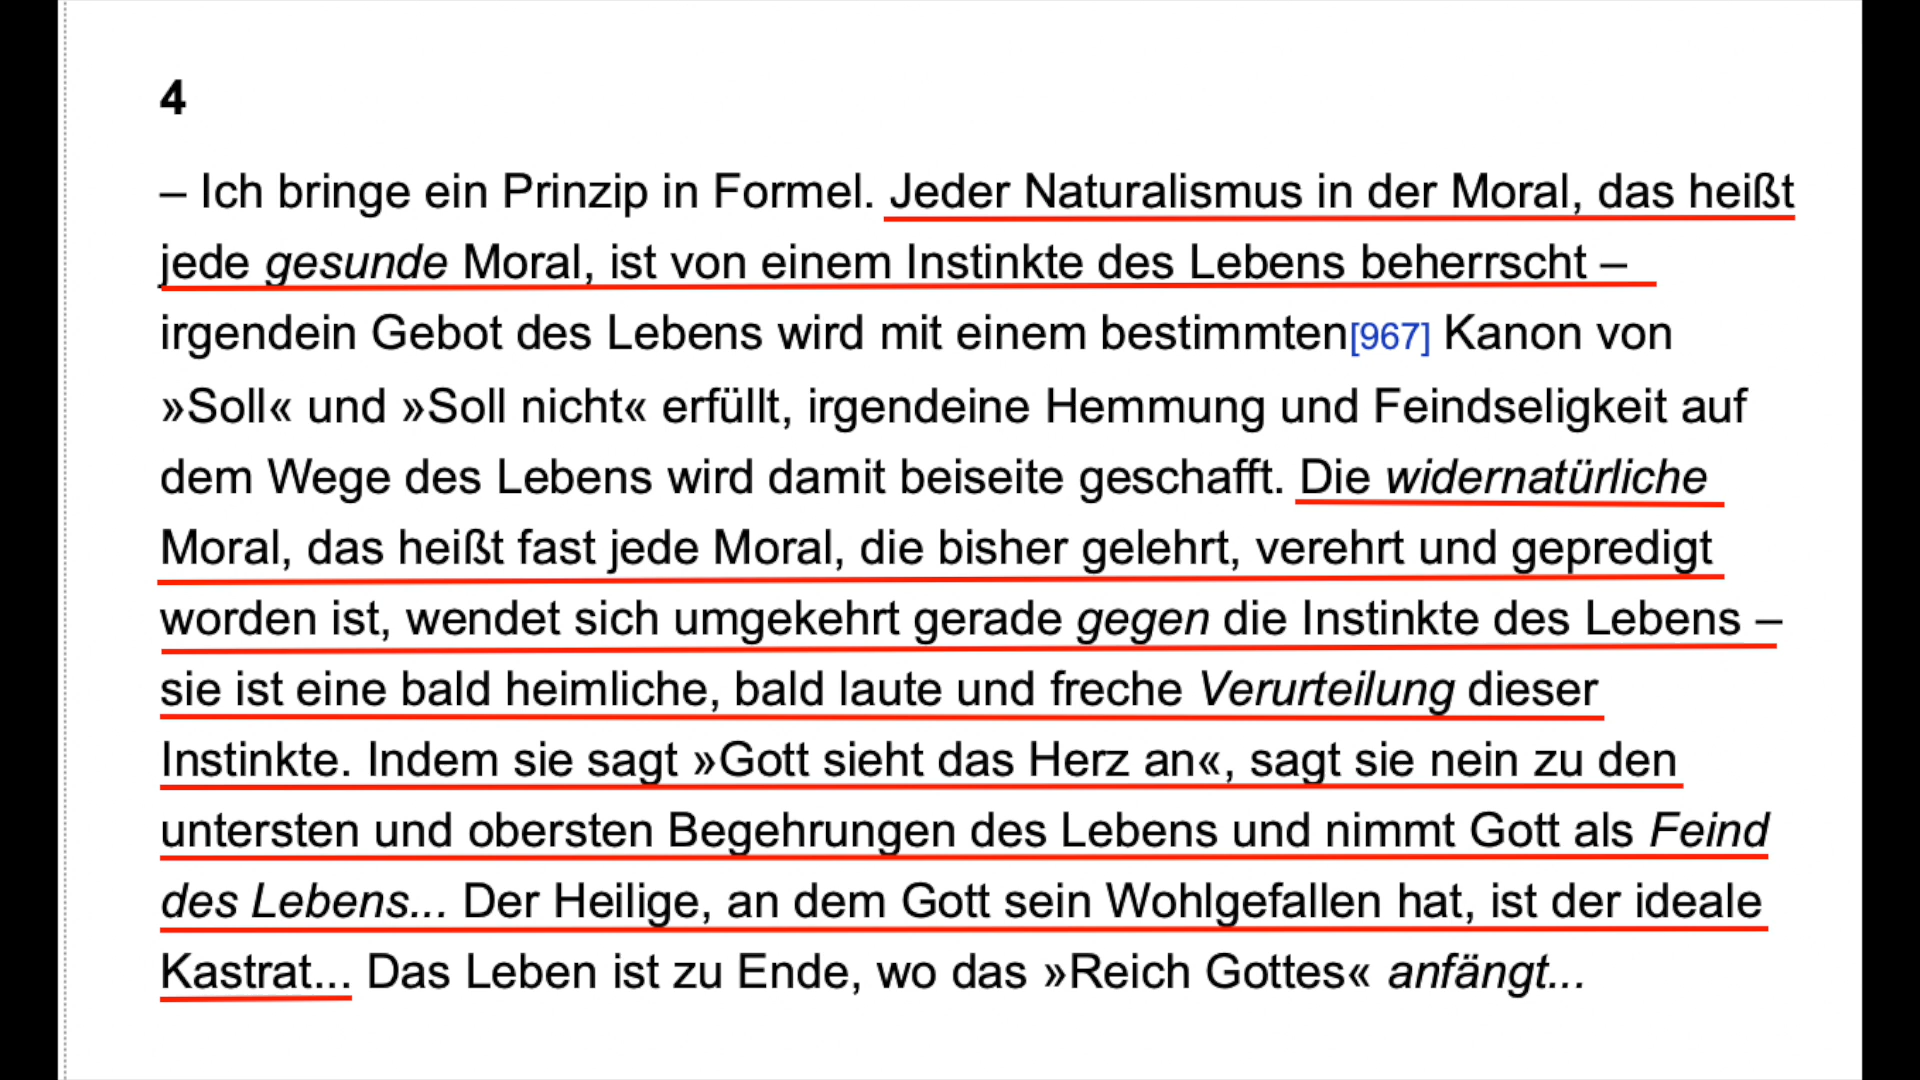 4
– Ich bringe ein Prinzip in Formel. Jeder Naturalismus in der Moral, das heißt
jede gesunde Moral, ist von einem Instinkte des Lebens beherrscht –
irgendein Gebot des Lebens wird mit einem bestimmten[967] Kanon von
»Soll« und »Soll nicht« erfüllt, irgendeine Hemmung und Feindseligkeit auf
dem Wege des Lebens wird damit beiseite geschafft. Die widernatürliche
Moral, das heißt fast jede Moral, die bisher gelehrt, verehrt und gepredigt
worden ist, wendet sich umgekehrt gerade gegen die Instinkte des Lebens –
sie ist eine bald heimliche, bald laute und freche Verurteilung dieser
Instinkte. Indem sie sagt »Gott sieht das Herz an«, sagt sie nein zu den
untersten und obersten Begehrungen des Lebens und nimmt Gott als Feind
des Lebens... Der Heilige, an dem Gott sein Wohlgefallen hat, ist der ideale
Kastrat... Das Leben ist zu Ende, wo das »Reich Gottes« anfängt...